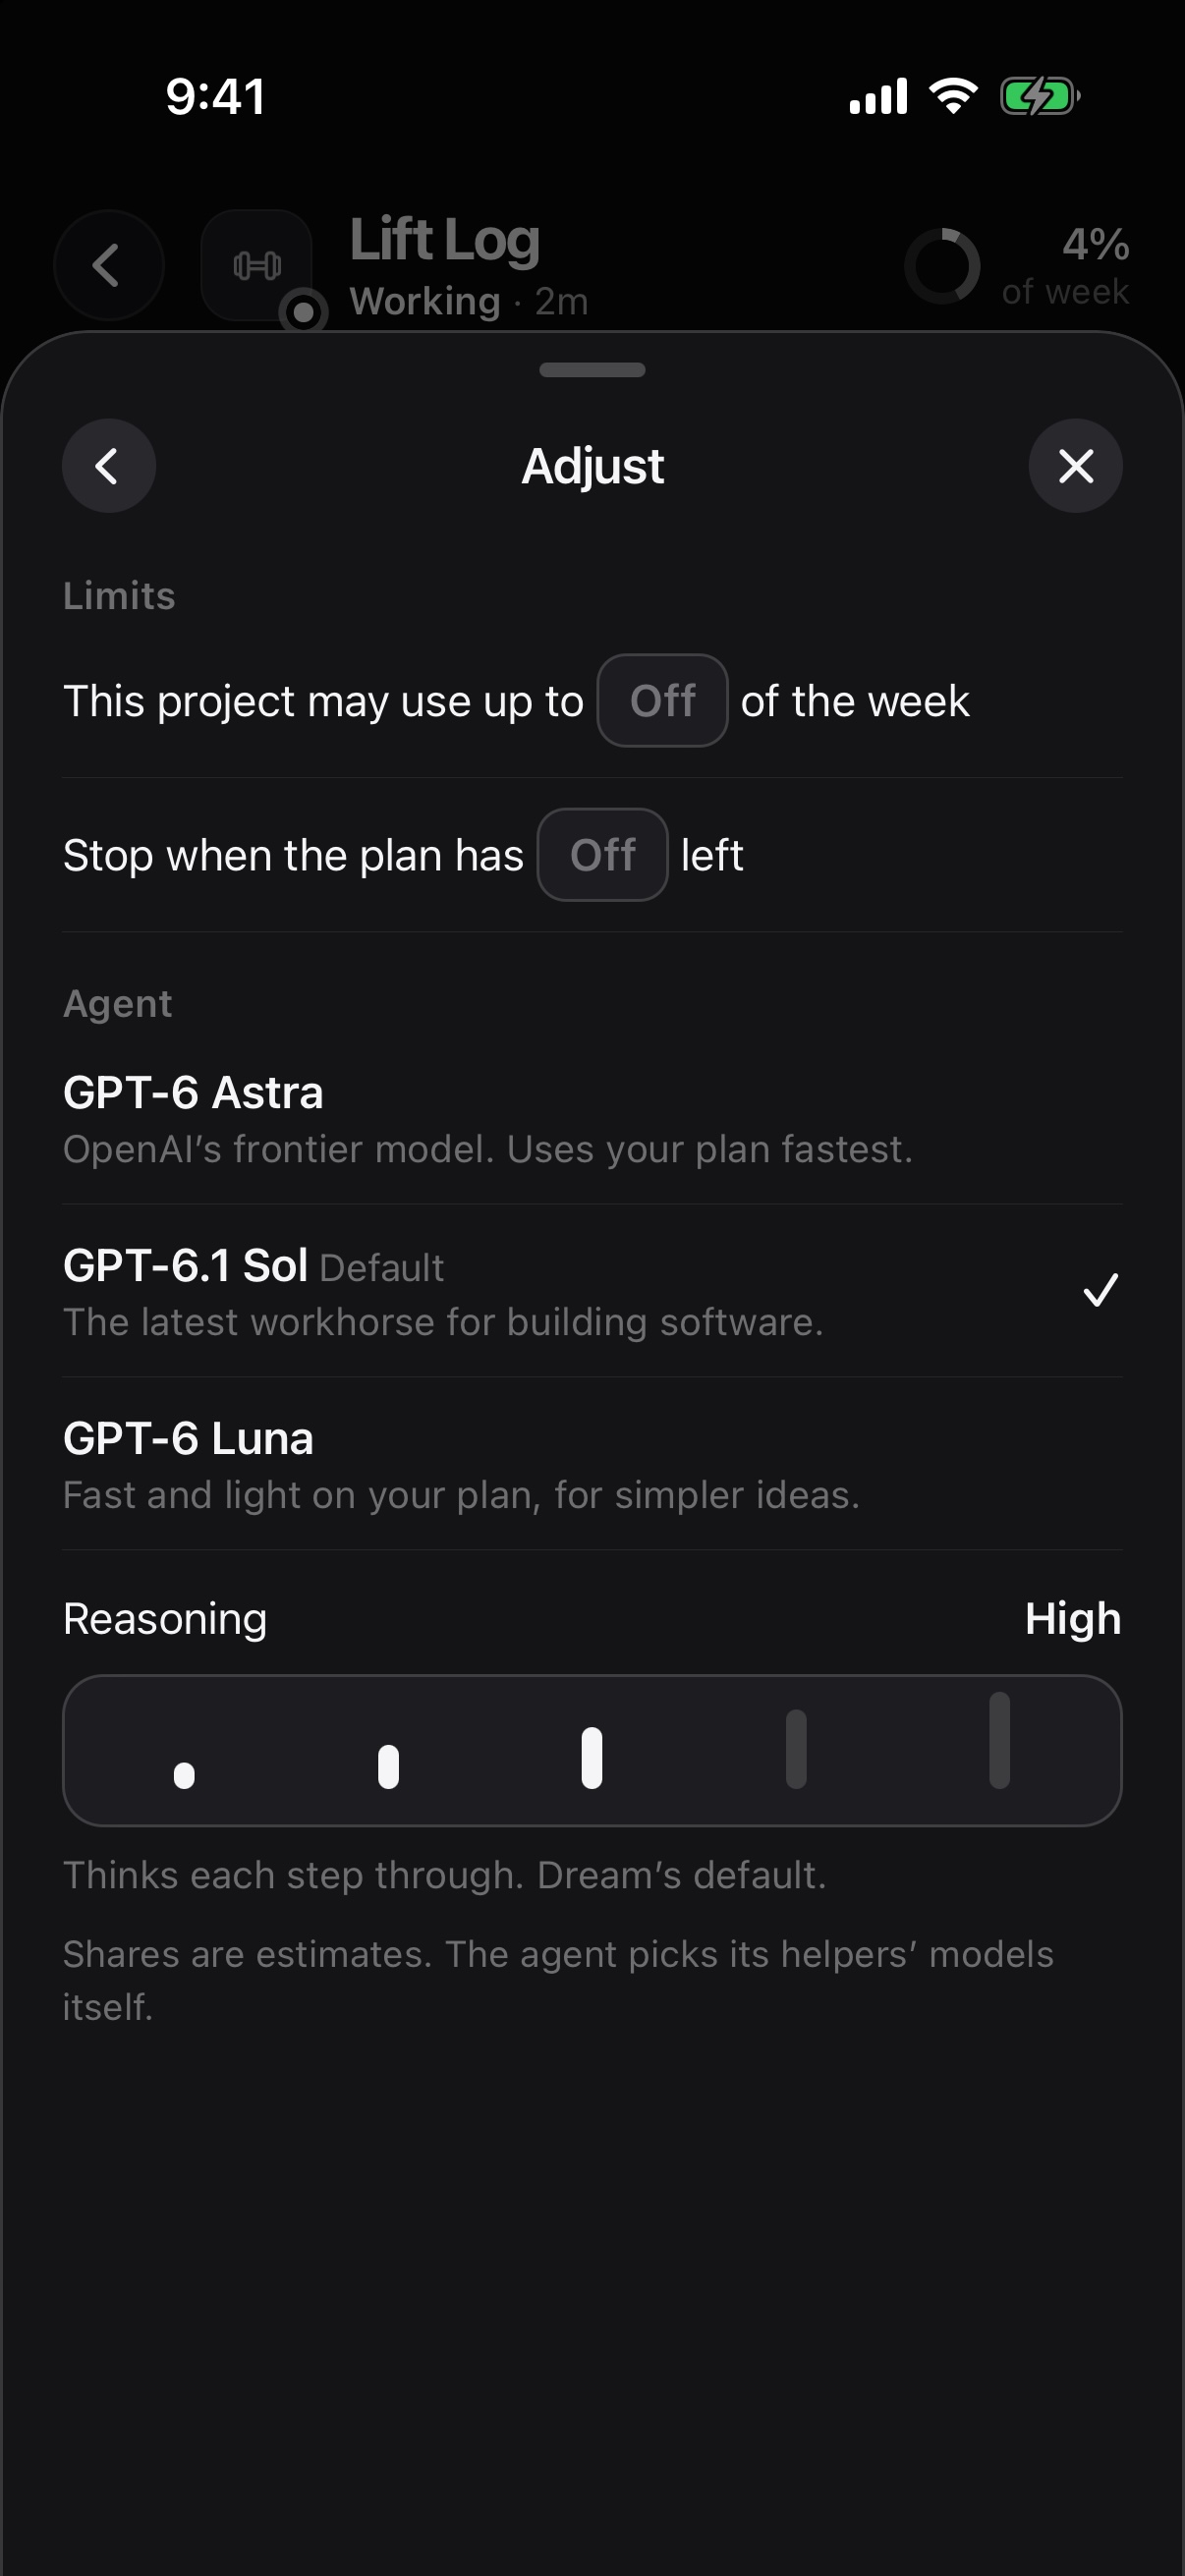 9:41
Lift Log
Working · 2m
4%
of week
Adjust
Limits
This project may use up to Off of the week
Stop when the plan has Off left
Agent
GPT-6 Astra
OpenAI’s frontier model. Uses your plan fastest.
GPT-6.1 Sol Default
The latest workhorse for building software.
GPT-6 Luna
Fast and light on your plan, for simpler ideas.
Reasoning High
Thinks each step through. Dream’s default.
Shares are estimates. The agent picks its helpers’ models
itself.